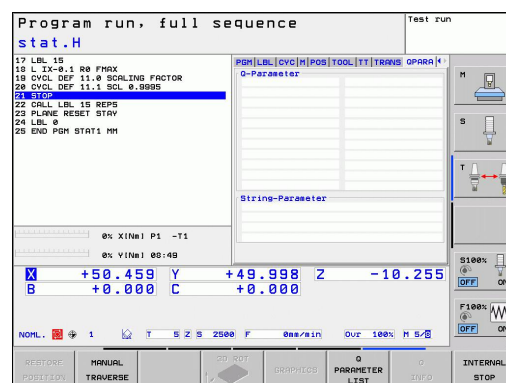 Program run, full sequence
Test run
stat.H
17 LBL 15
18 L IX-0.1 R0 FMAX
19 CYCL DEF 11.0 SCALING FACTOR
20 CYCL DEF 11.1 SCL 0.9995
21 STOP
22 CALL LBL 15 REP5
23 PLANE RESET STAY
24 LBL 0
25 END PGM STAT1 MM
PGM LBL CYC M POS TOOL TT TRANS QPARA
Q-Parameter
String-Parameter
M
S
T
0% X[Nm] P1 -T1
0% Y[Nm] 08:49
X +50.459 Y +49.998 Z -10.255
B +0.000 C +0.000
NOML. 1 T 5 Z S 2500 F 0mm/min Ovr 100% M 5/8
S100%
OFF ON
F100%
OFF ON
RESTORE POSITION
MANUAL TRAVERSE
3D ROT
GRAPHICS
Q PARAMETER LIST
Q INFO
INTERNAL STOP